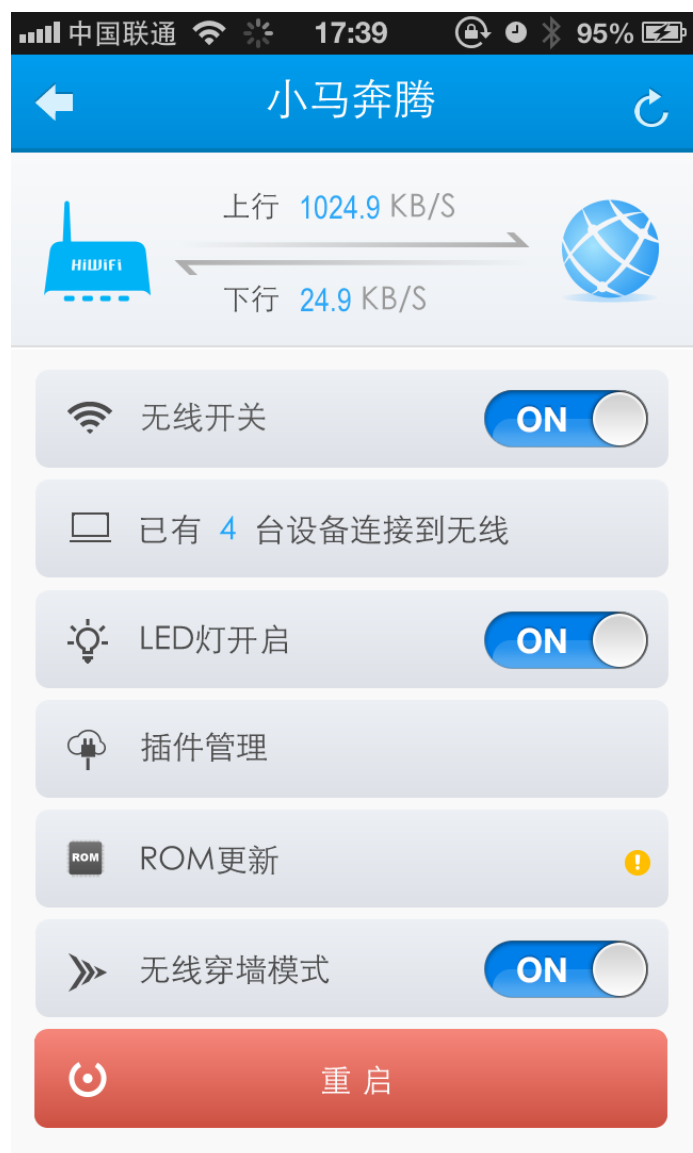 中国联通 17:39 95%
小马奔腾
上行 1024.9 KB/S
HiWiFi
下行 24.9 KB/S
无线开关 ON
已有 4 台设备连接到无线
LED灯开启 ON
插件管理
ROM ROM更新
无线穿墙模式 ON
重启